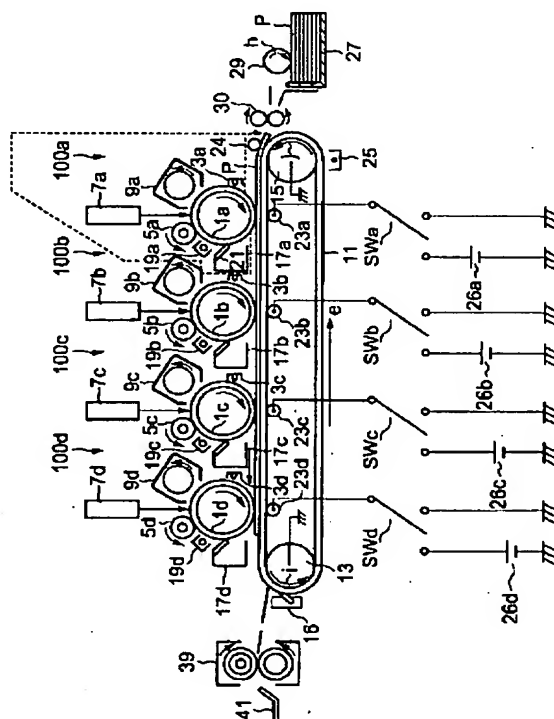 100d
100c
100b
100a
7d
7c
7b
7a
9d
9c
9b
9a
5d
5c
5b
19d
19c
19b
19a
1d
1c
1b
1a
3d
3c
3b
3a
17d
17c
17b
17a
21
P
24
30
29
h
P
27
39
41
16
i
13
23d
23c
23b
23a
15
j
25
e
11
SWd
SWc
SWb
SWa
26d
26c
26b
26a